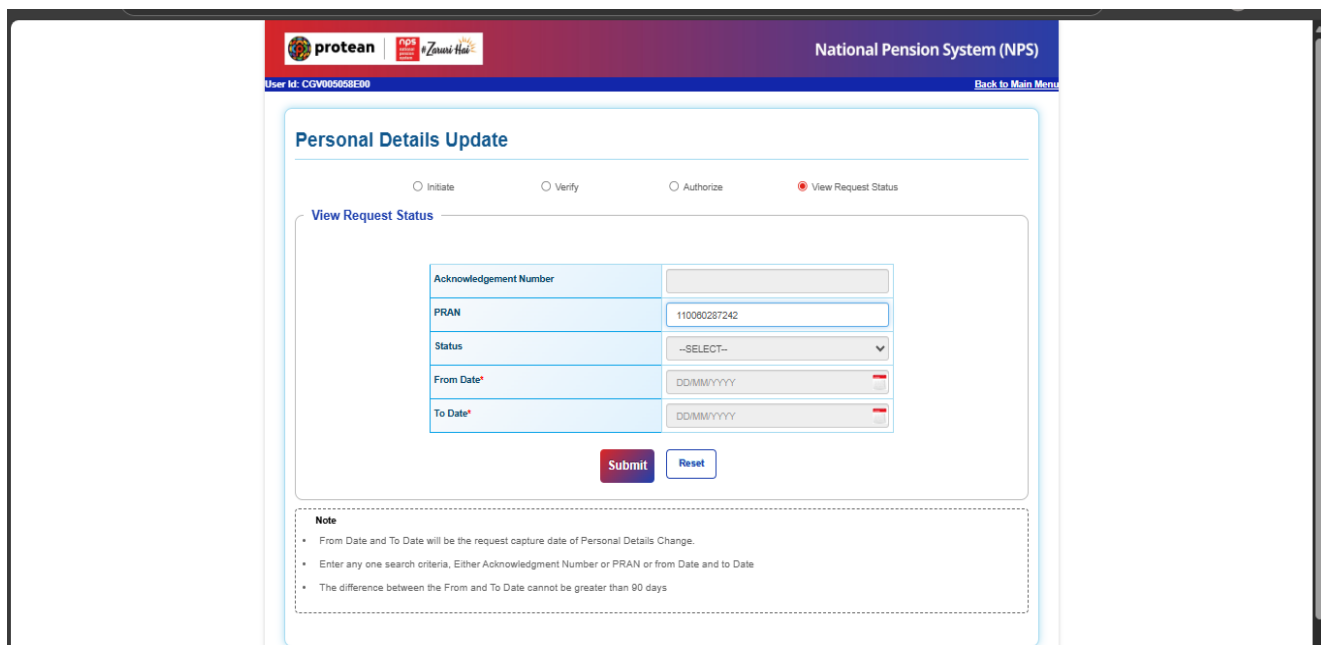 protean
nps
#Zaruri Hai
National Pension System (NPS)
User Id: CGV005058E00
Back to Main Menu
Personal Details Update
Initiate
Verify
Authorize
View Request Status
View Request Status
Acknowledgement Number
PRAN
110060287242
Status
--SELECT--
From Date*
DD/MM/YYYY
To Date*
DD/MM/YYYY
Submit
Reset
Note
From Date and To Date will be the request capture date of Personal Details Change.
Enter any one search criteria, Either Acknowledgment Number or PRAN or from Date and to Date
The difference between the From and To Date cannot be greater than 90 days